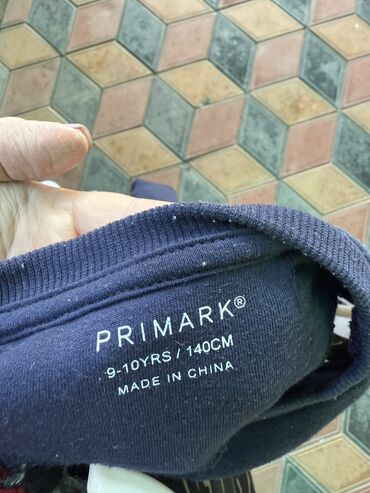 PRIMARK®
9-10YRS / 140CM
MADE IN CHINA